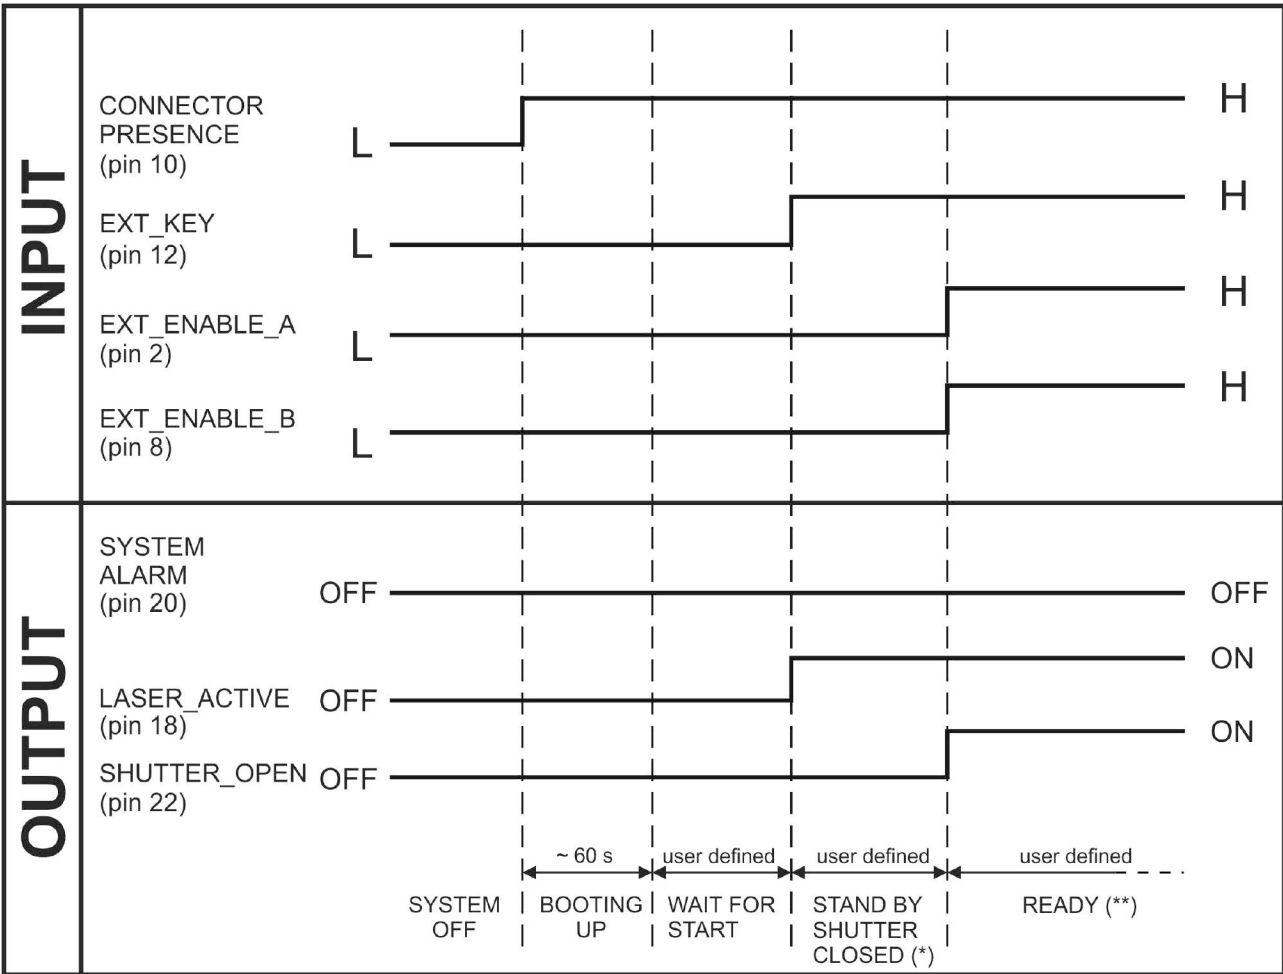 INPUT
CONNECTOR
PRESENCE
(pin 10)
L
H
EXT_KEY
(pin 12)
L
H
EXT_ENABLE_A
(pin 2)
L
H
EXT_ENABLE_B
(pin 8)
L
H
OUTPUT
SYSTEM
ALARM
(pin 20)
OFF
OFF
LASER_ACTIVE
(pin 18)
OFF
ON
SHUTTER_OPEN
(pin 22)
OFF
ON
~ 60 s
user defined
user defined
user defined
SYSTEM
OFF
BOOTING
UP
WAIT FOR
START
STAND BY
SHUTTER
CLOSED (*)
READY (**)